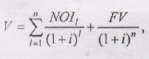 V = \sum_{t=1}^{n} \frac{NOI_t}{(1+i)^t} + \frac{FV}{(1+i)^n},